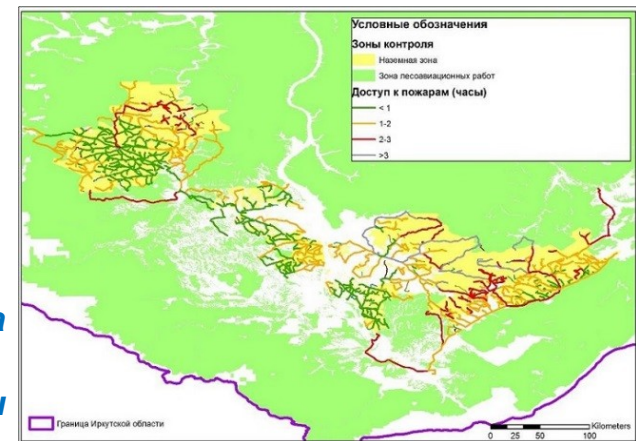 Условные обозначения
Зоны контроля
Наземная зона
Зона лесоавиационных работ
Доступ к пожарам (часы)
< 1
1-2
2-3
>3
а
и
Граница Иркутской области
Kilometers
0 25 50 100